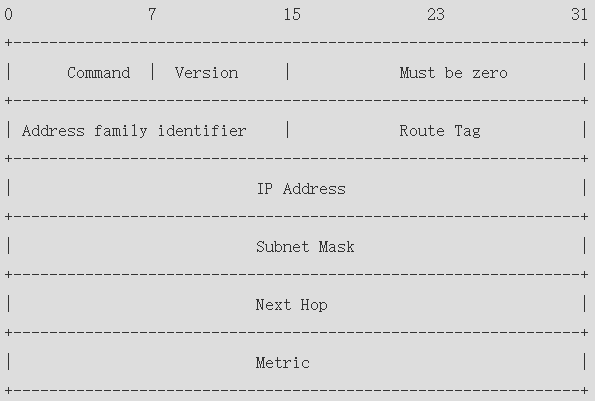 0 7 15 23 31
+---------------------------------------------------------------+
| Command | Version | Must be zero |
+---------------------------------------------------------------+
| Address family identifier | Route Tag |
+---------------------------------------------------------------+
| IP Address |
+---------------------------------------------------------------+
| Subnet Mask |
+---------------------------------------------------------------+
| Next Hop |
+---------------------------------------------------------------+
| Metric |
+---------------------------------------------------------------+